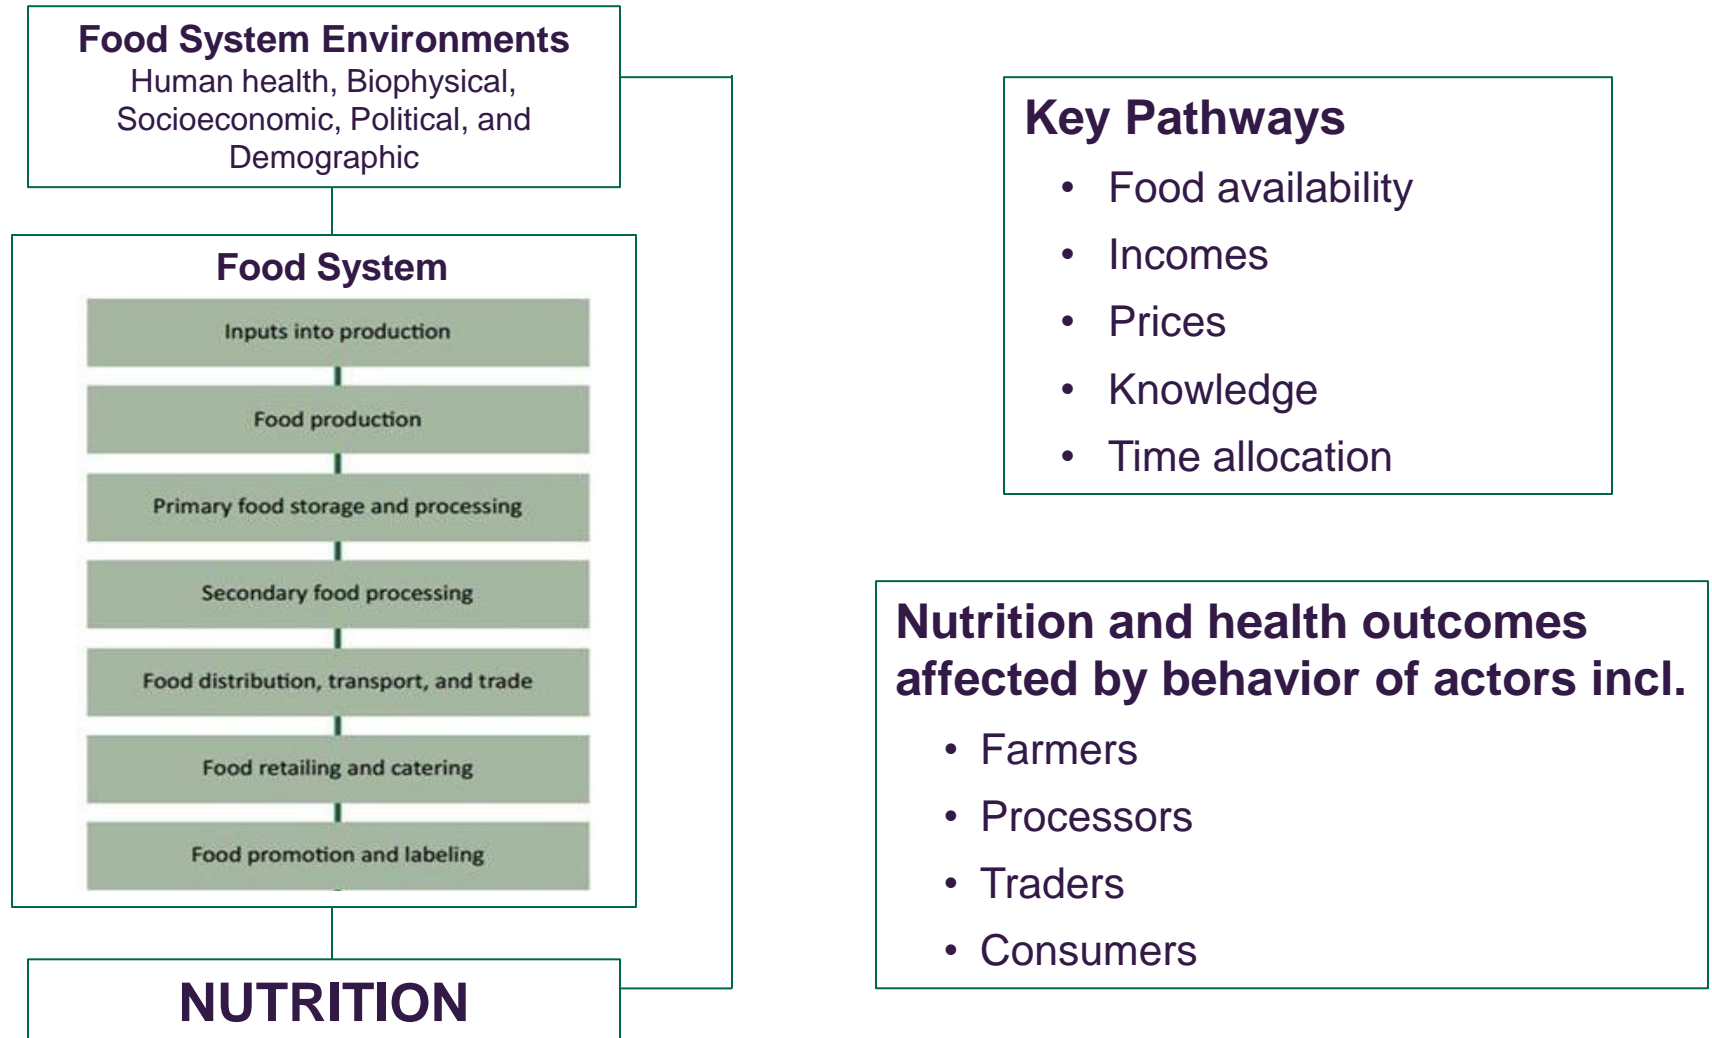 Food System Environments
Human health, Biophysical,
Socioeconomic, Political, and
Demographic
Food System
Inputs into production
Food production
Primary food storage and processing
Secondary food processing
Food distribution, transport, and trade
Food retailing and catering
Food promotion and labeling
NUTRITION
Key Pathways
• Food availability
• Incomes
• Prices
• Knowledge
• Time allocation
Nutrition and health outcomes
affected by behavior of actors incl.
• Farmers
• Processors
• Traders
• Consumers